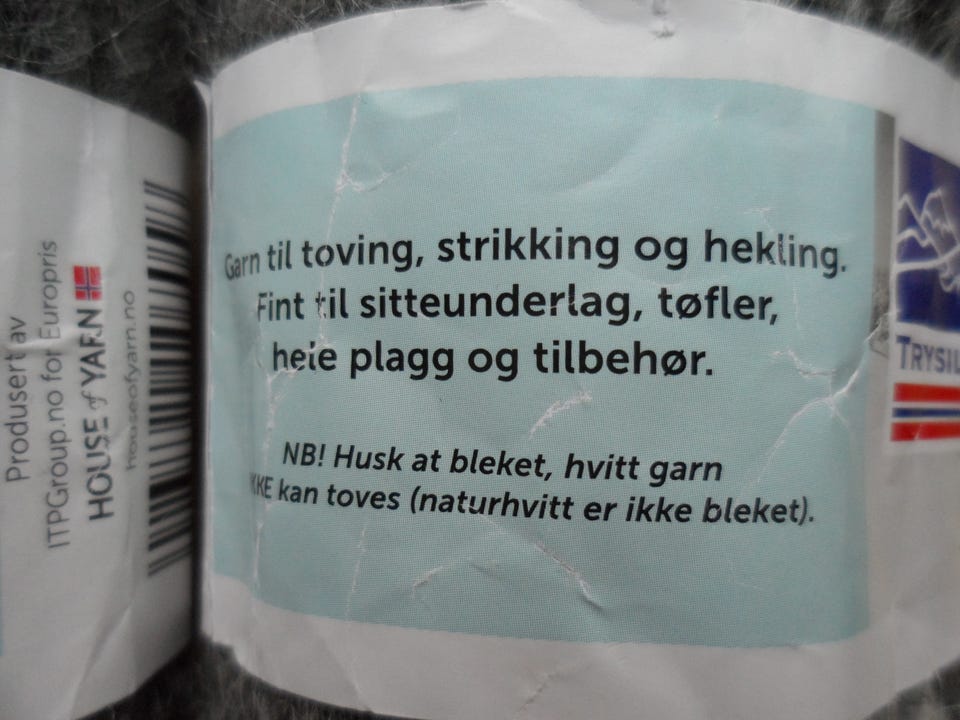 Produsert av
ITPGroup.no for Europris
HOUSE of YARN
houseofyarn.no
Garn til toving, strikking og hekling.
Fint til sitteunderlag, tøfler,
hele plagg og tilbehør.
NB! Husk at bleket, hvitt garn
IKKE kan toves (naturhvitt er ikke bleket).
TRYSIL